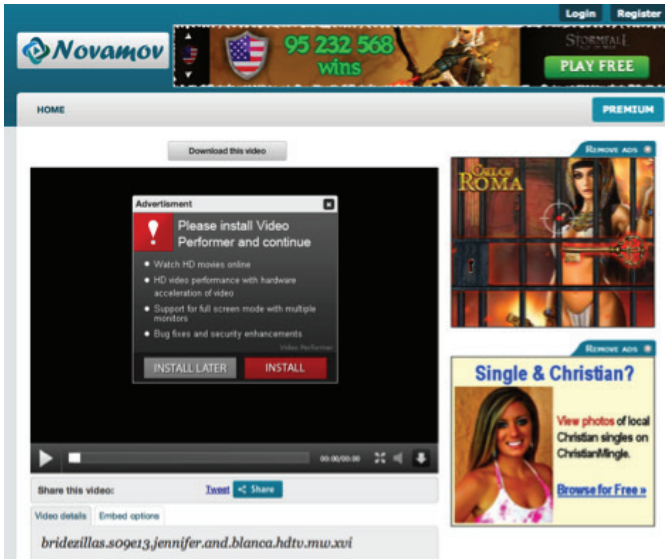 Login Register
Novamov
95 232 568
wins
STORMFALL
PLAY FREE
HOME
PREMIUM
Download this video
REMOVE ADS
CALL OF
ROMA
Advertisment
Please install Video
Performer and continue
Watch HD movies online
HD video performance with hardware
acceleration of video
Support for full screen mode with multiple
monitors
Bug fixes and security enhancements
Video Performer
INSTALL LATER INSTALL
00:00/00:00
REMOVE ADS
Single & Christian?
View photos of local
Christian singles on
ChristianMingle.
Browse for Free »
Share this video: Tweet Share
Video details Embed options
bridezillas.s09e13.jennifer.and.blanca.hdtv.mw.xvi